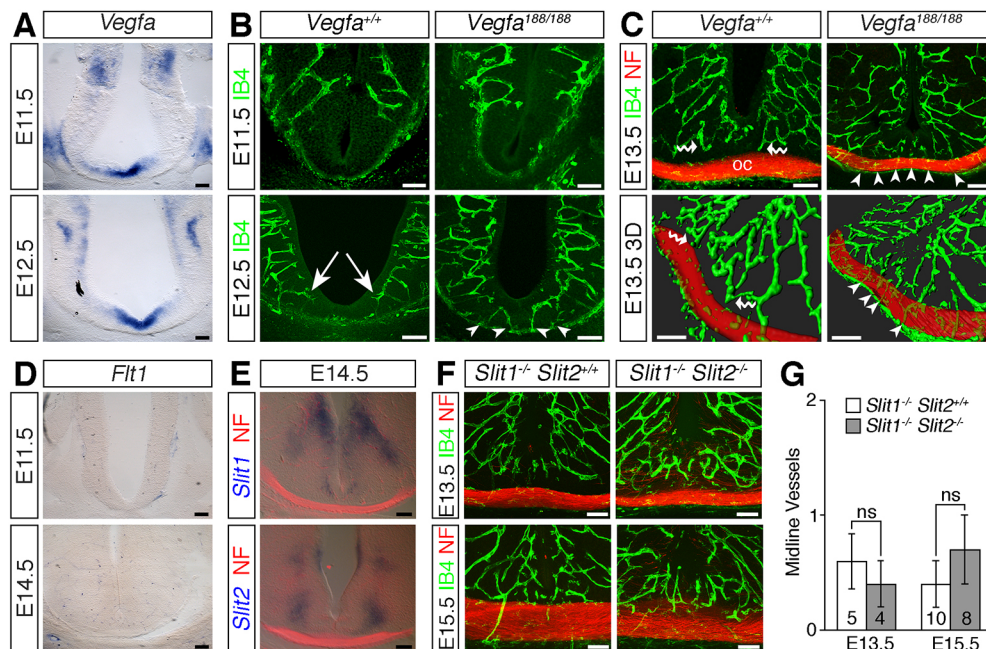 A
Vegfa
E11.5
E12.5
B
Vegfa+/+
Vegfa188/188
E11.5 IB4
E12.5 IB4
C
Vegfa+/+
Vegfa188/188
E13.5 IB4 NF
oc
E13.5 3D
D
Flt1
E11.5
E14.5
E
E14.5
Slit1 NF
Slit2 NF
F
Slit1-/- Slit2+/+
Slit1-/- Slit2-/-
E13.5 IB4 NF
E15.5 IB4 NF
G
Slit1-/- Slit2+/+
Slit1-/- Slit2-/-
Midline Vessels
2
1
0
ns
ns
5
4
10
8
E13.5
E15.5